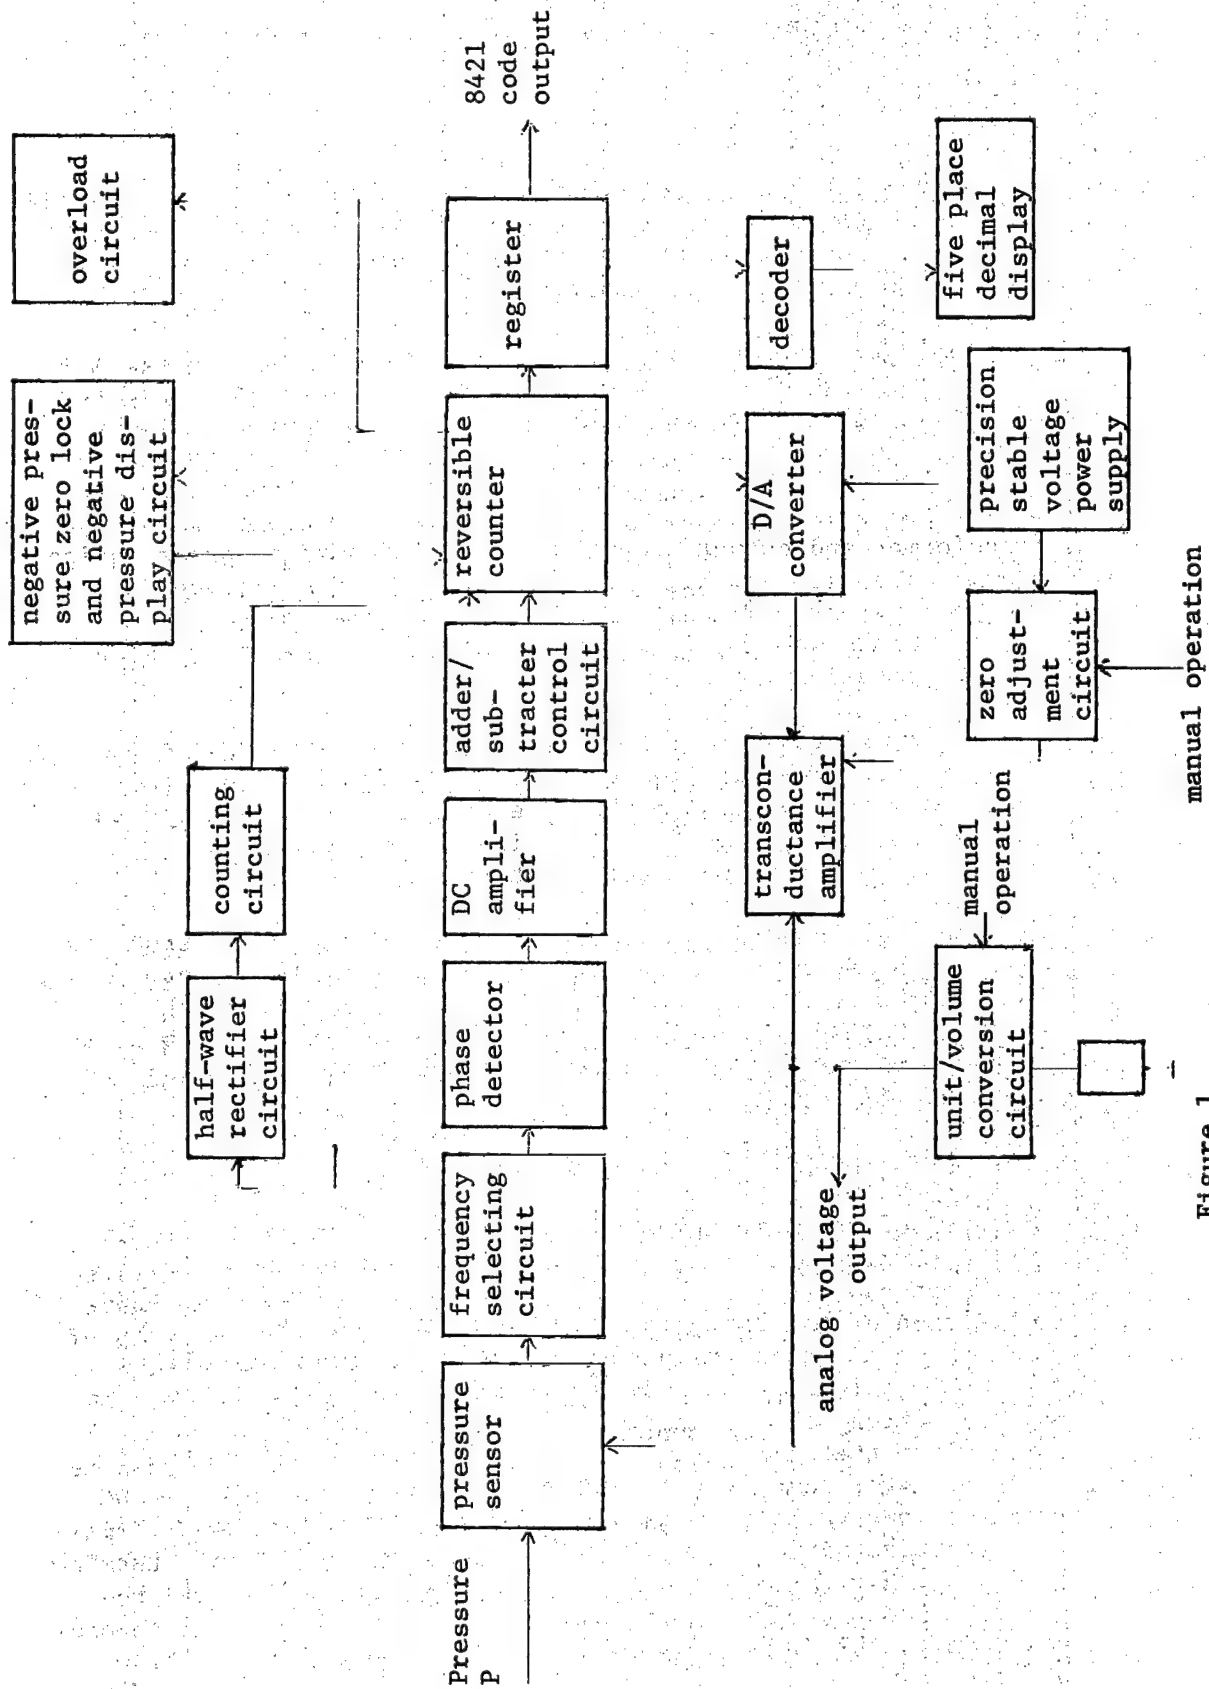 negative pres-
sure zero lock
and negative
pressure dis-
play circuit
overload
circuit
half-wave
rectifier
circuit
counting
circuit
Pressure
P
pressure
sensor
frequency
selecting
circuit
phase
detector
DC
ampli-
fier
adder/
sub-
tracter
control
circuit
reversible
counter
register
8421
code
output
transcon-
ductance
amplifier
D/A
converter
decoder
analog voltage
output
unit/volume
conversion
circuit
manual
operation
zero
adjust-
ment
circuit
precision
stable
voltage
power
supply
five place
decimal
display
manual operation
Figure 1